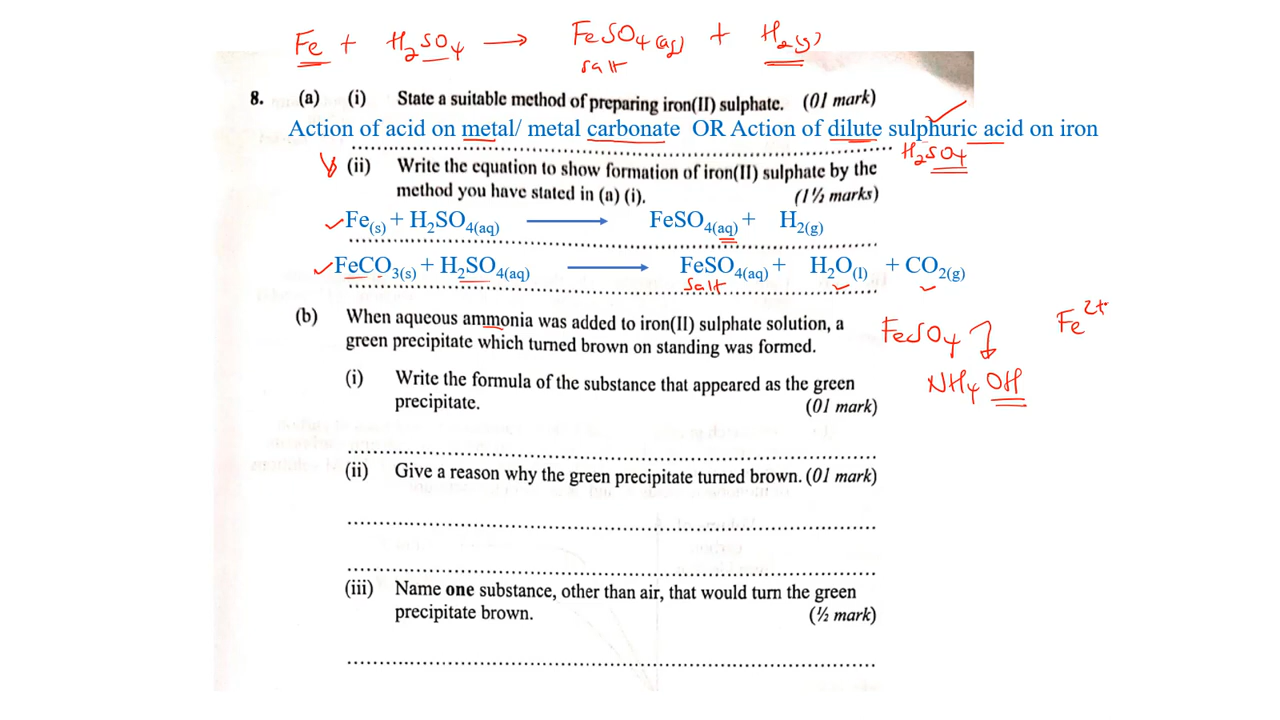 Fe + H₂SO₄ → FeSO₄(aq) + H₂(g)
salt
8. (a) (i) State a suitable method of preparing iron(II) sulphate. (01 mark)
Action of acid on metal/ metal carbonate OR Action of dilute sulphuric acid on iron
H₂SO₄
(ii) Write the equation to show formation of iron(II) sulphate by the
method you have stated in (a) (i). (1½ marks)
Fe(s) + H₂SO₄(aq) → FeSO₄(aq) + H₂(g)
FeCO₃(s) + H₂SO₄(aq) → FeSO₄(aq) + H₂O(l) + CO₂(g)
salt
(b) When aqueous ammonia was added to iron(II) sulphate solution, a
green precipitate which turned brown on standing was formed.
FeSO₄ Fe²⁺
NH₄OH
(i) Write the formula of the substance that appeared as the green
precipitate. (01 mark)
(ii) Give a reason why the green precipitate turned brown. (01 mark)
(iii) Name one substance, other than air, that would turn the green
precipitate brown. (½ mark)